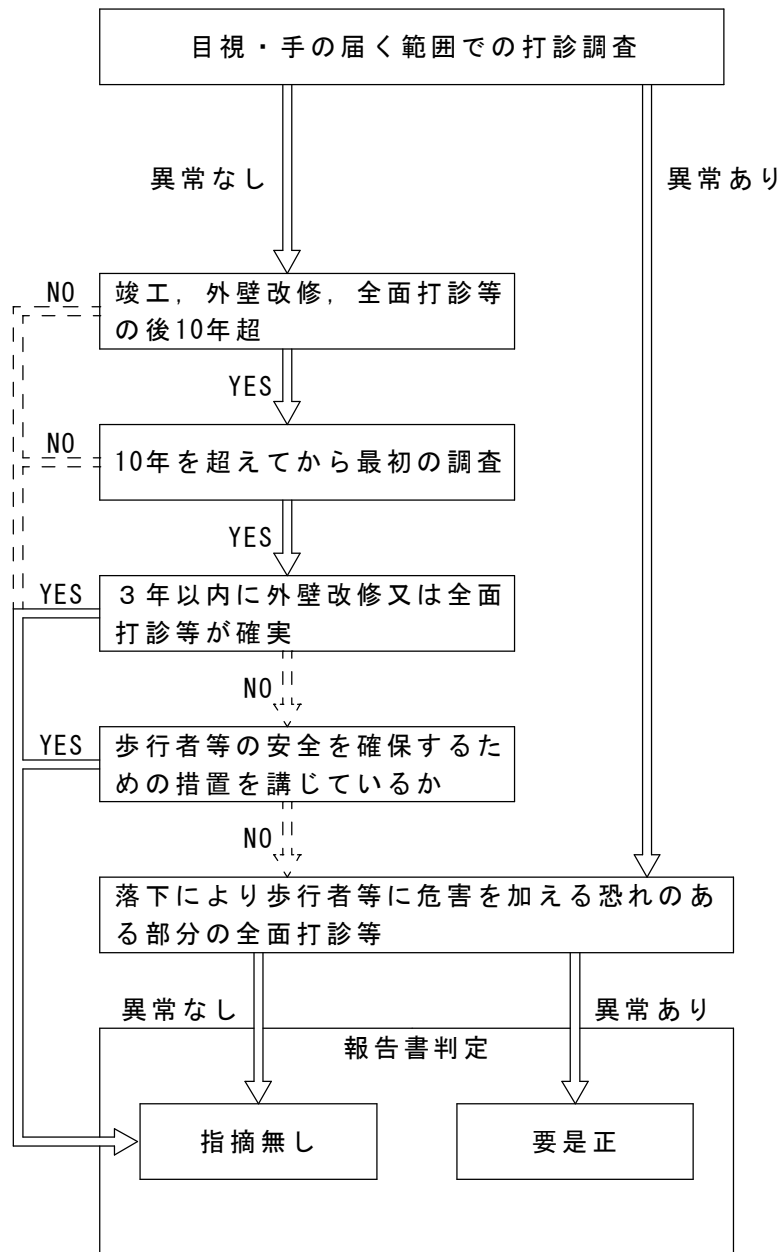 目視・手の届く範囲での打診調査
異常なし
異常あり
NO
竣工，外壁改修，全面打診等
の後10年超
YES
NO
10年を超えてから最初の調査
YES
YES
３年以内に外壁改修又は全面
打診等が確実
NO
YES
歩行者等の安全を確保するた
めの措置を講じているか
NO
落下により歩行者等に危害を加える恐れのあ
る部分の全面打診等
異常なし
異常あり
報告書判定
指摘無し
要是正